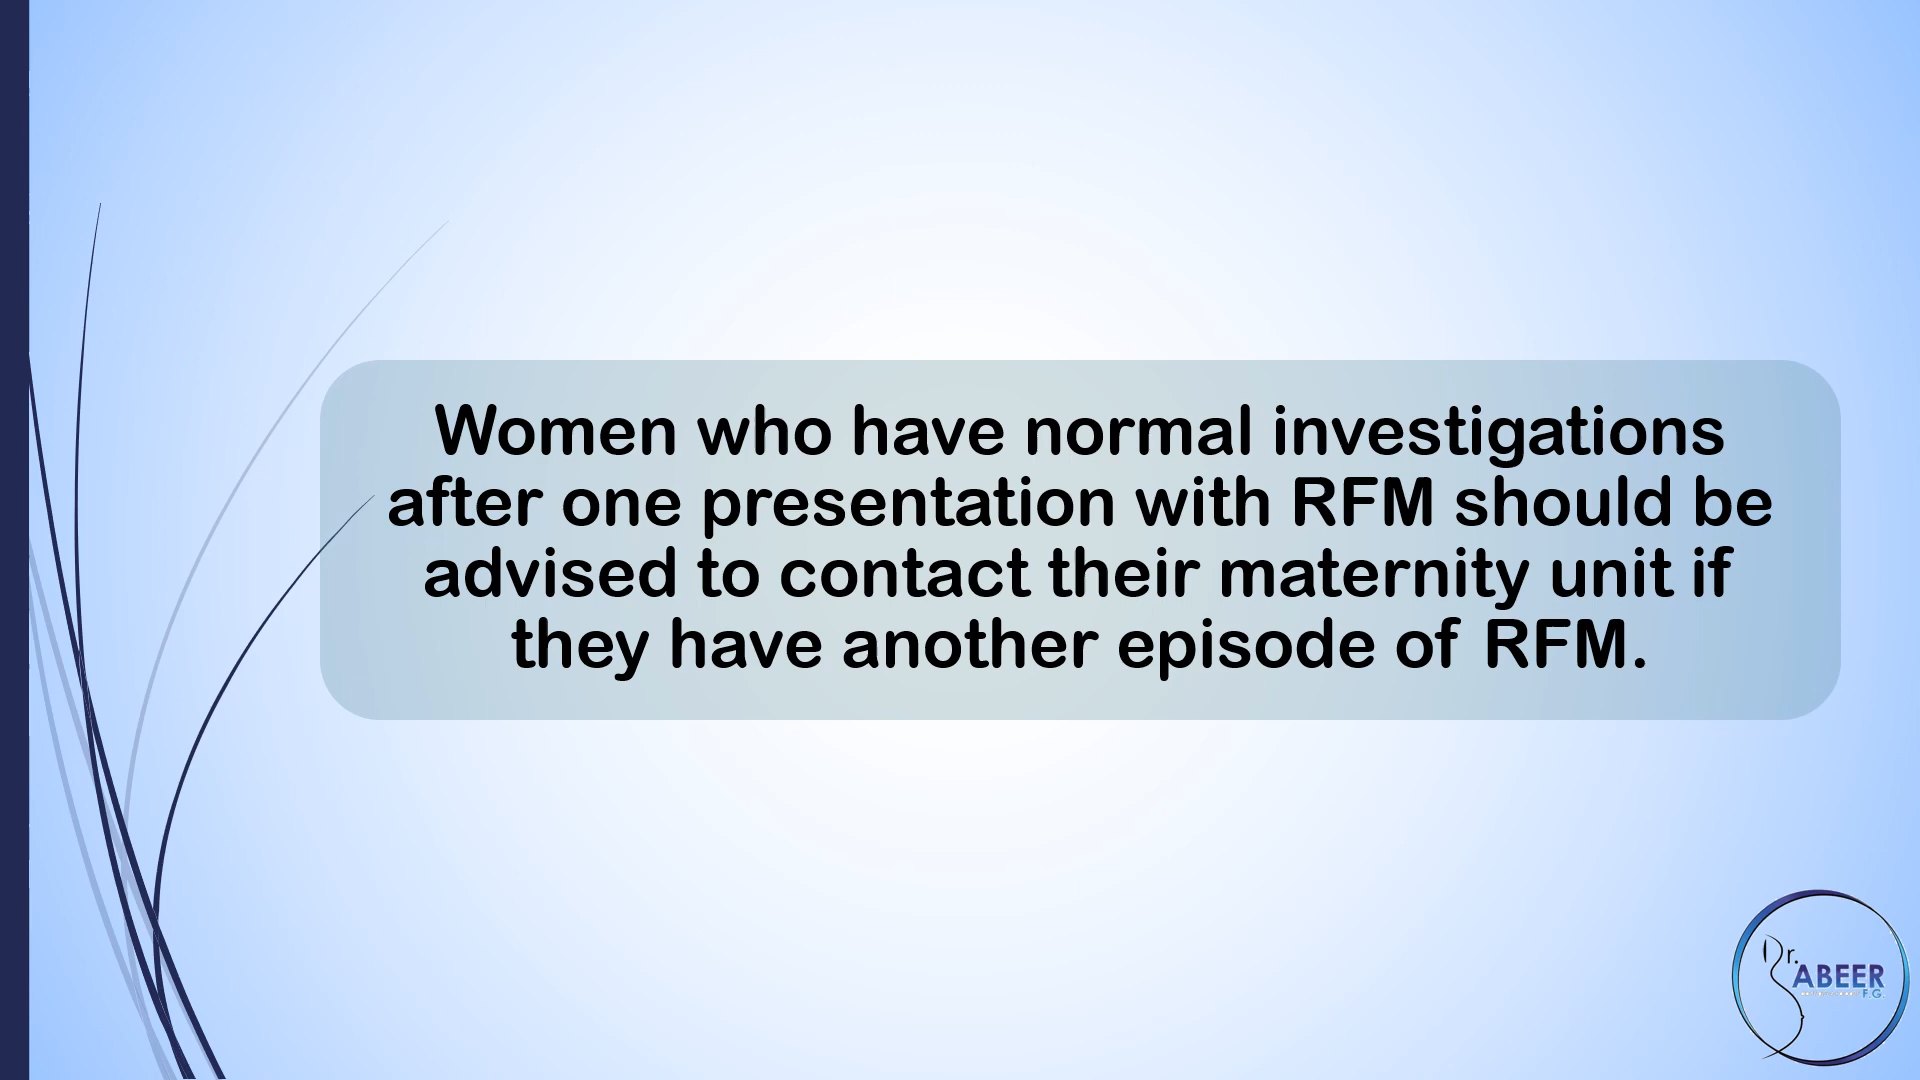 Women who have normal investigations
after one presentation with RFM should be
advised to contact their maternity unit if
they have another episode of RFM.
Dr.
ABEER
F.G.